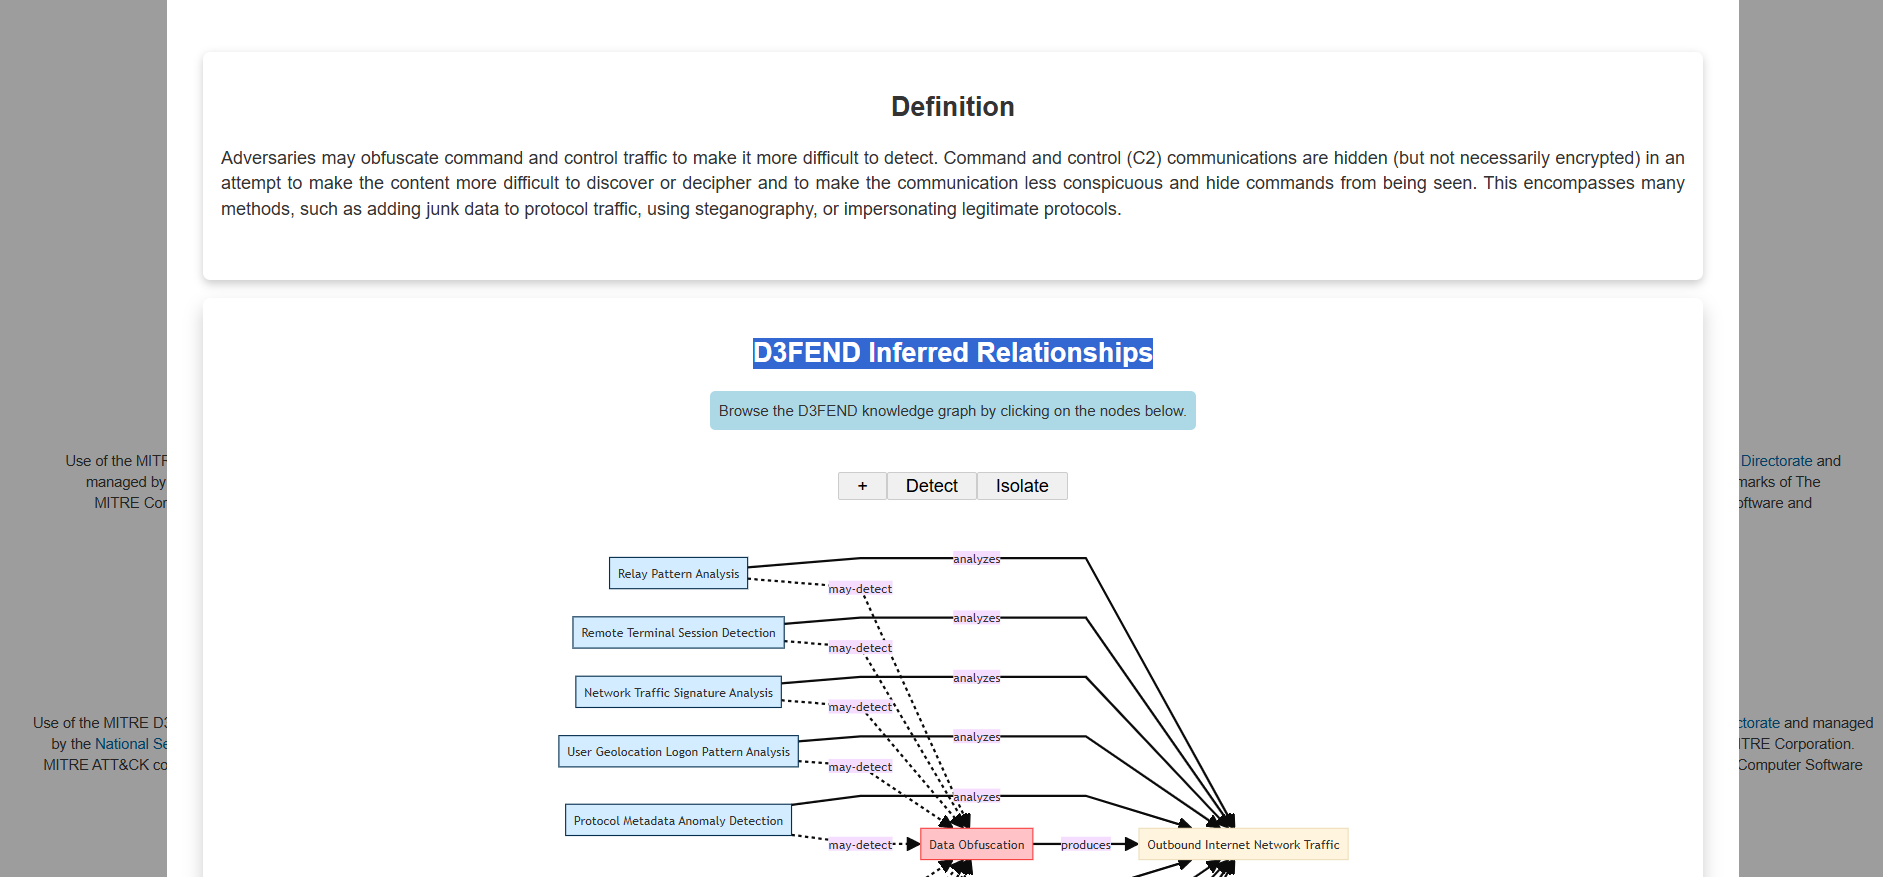 Definition
Adversaries may obfuscate command and control traffic to make it more difficult to detect. Command and control (C2) communications are hidden (but not necessarily encrypted) in an
attempt to make the content more difficult to discover or decipher and to make the communication less conspicuous and hide commands from being seen. This encompasses many
methods, such as adding junk data to protocol traffic, using steganography, or impersonating legitimate protocols.
D3FEND Inferred Relationships
Browse the D3FEND knowledge graph by clicking on the nodes below.
+ Detect Isolate
Use of the MITR
managed by
MITRE Cor
Directorate and
marks of The
oftware and
Relay Pattern Analysis
analyzes
may-detect
Remote Terminal Session Detection
analyzes
may-detect
Network Traffic Signature Analysis
analyzes
may-detect
User Geolocation Logon Pattern Analysis
analyzes
may-detect
Protocol Metadata Anomaly Detection
analyzes
may-detect
Data Obfuscation
produces
Outbound Internet Network Traffic
Use of the MITRE D3
by the National Se
MITRE ATT&CK co
ctorate and managed
ITRE Corporation.
Computer Software